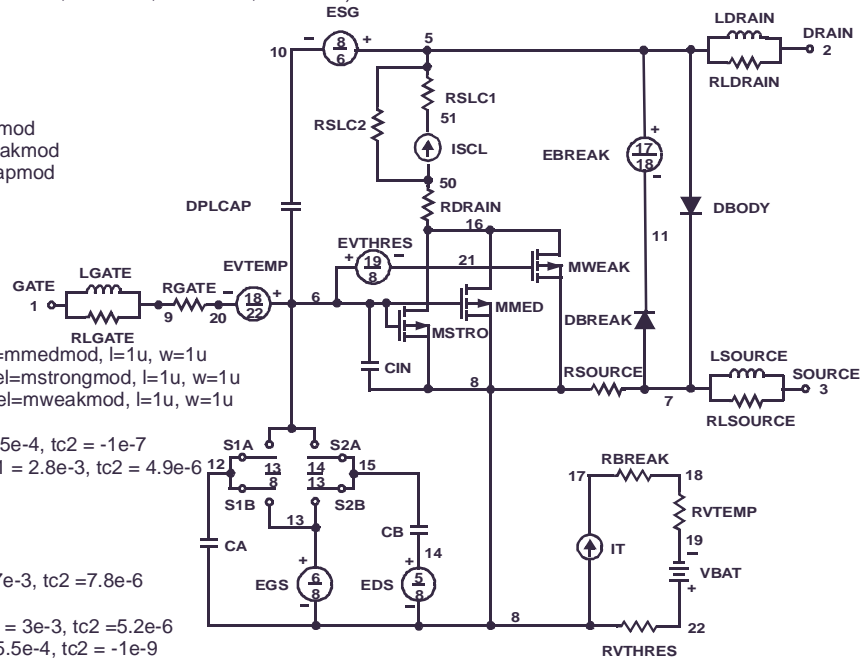 ESG
LDRAIN
DRAIN
2
RLDRAIN
10
-
8
6
+
5
RSLC1
51
RSLC2
ISCL
50
RDRAIN
16
+
17
18
-
EBREAK
DBODY
11
mod
akmod
apmod
DPLCAP
EVTHRES
+
19
8
-
21
MWEAK
GATE
1
LGATE
RLGATE
9
RGATE
20
EVTEMP
-
18
22
+
6
MMED
MSTRO
DBREAK
CIN
8
RSOURCE
7
LSOURCE
SOURCE
3
RLSOURCE
=mmedmod, l=1u, w=1u
el=mstrongmod, l=1u, w=1u
el=mweakmod, l=1u, w=1u
5e-4, tc2 = -1e-7
1 = 2.8e-3, tc2 = 4.9e-6
S1A
S2A
12
13
8
14
13
15
S1B
S2B
13
CA
CB
14
+
EGS
6
8
-
+
EDS
5
8
-
17
RBREAK
18
RVTEMP
19
-
IT
VBAT
+
8
22
RVTHRES
7e-3, tc2 =7.8e-6
= 3e-3, tc2 =5.2e-6
5.5e-4, tc2 = -1e-9